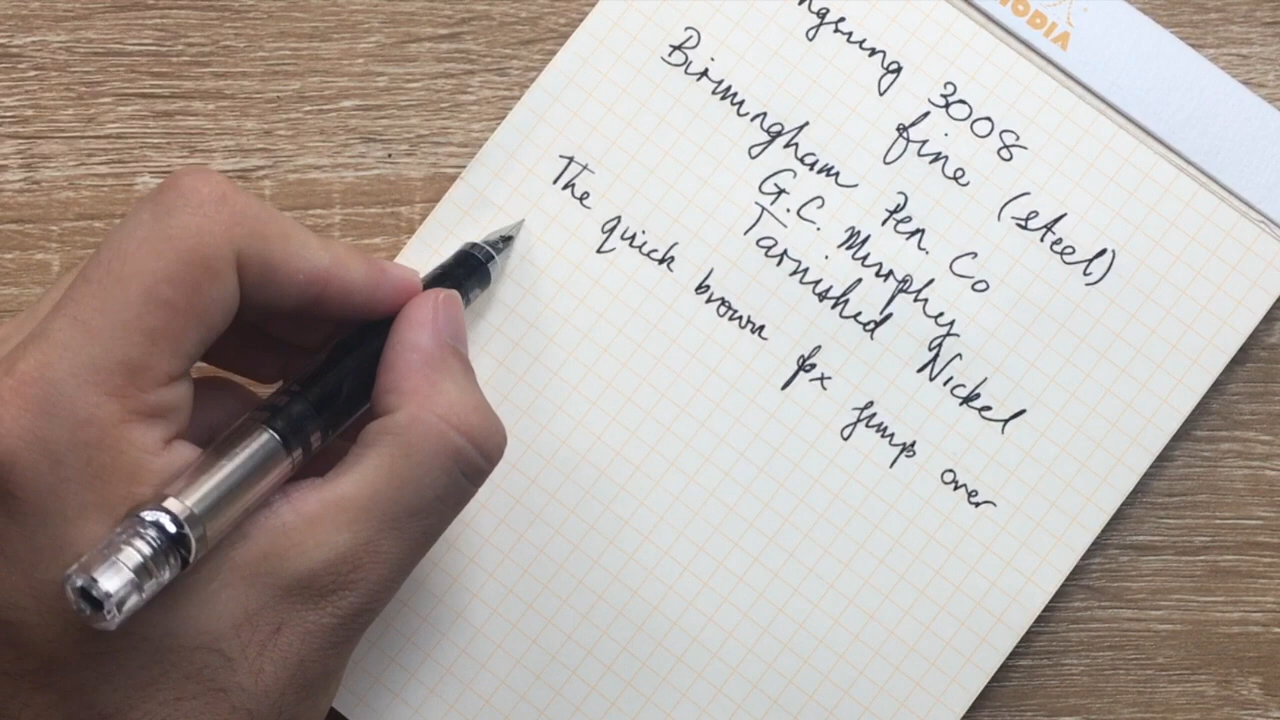 ngsung 3008
fine (steel)
Birmingham Pen. Co
G.C. Murphy
Tarnished Nickel
The quick brown fox jump over